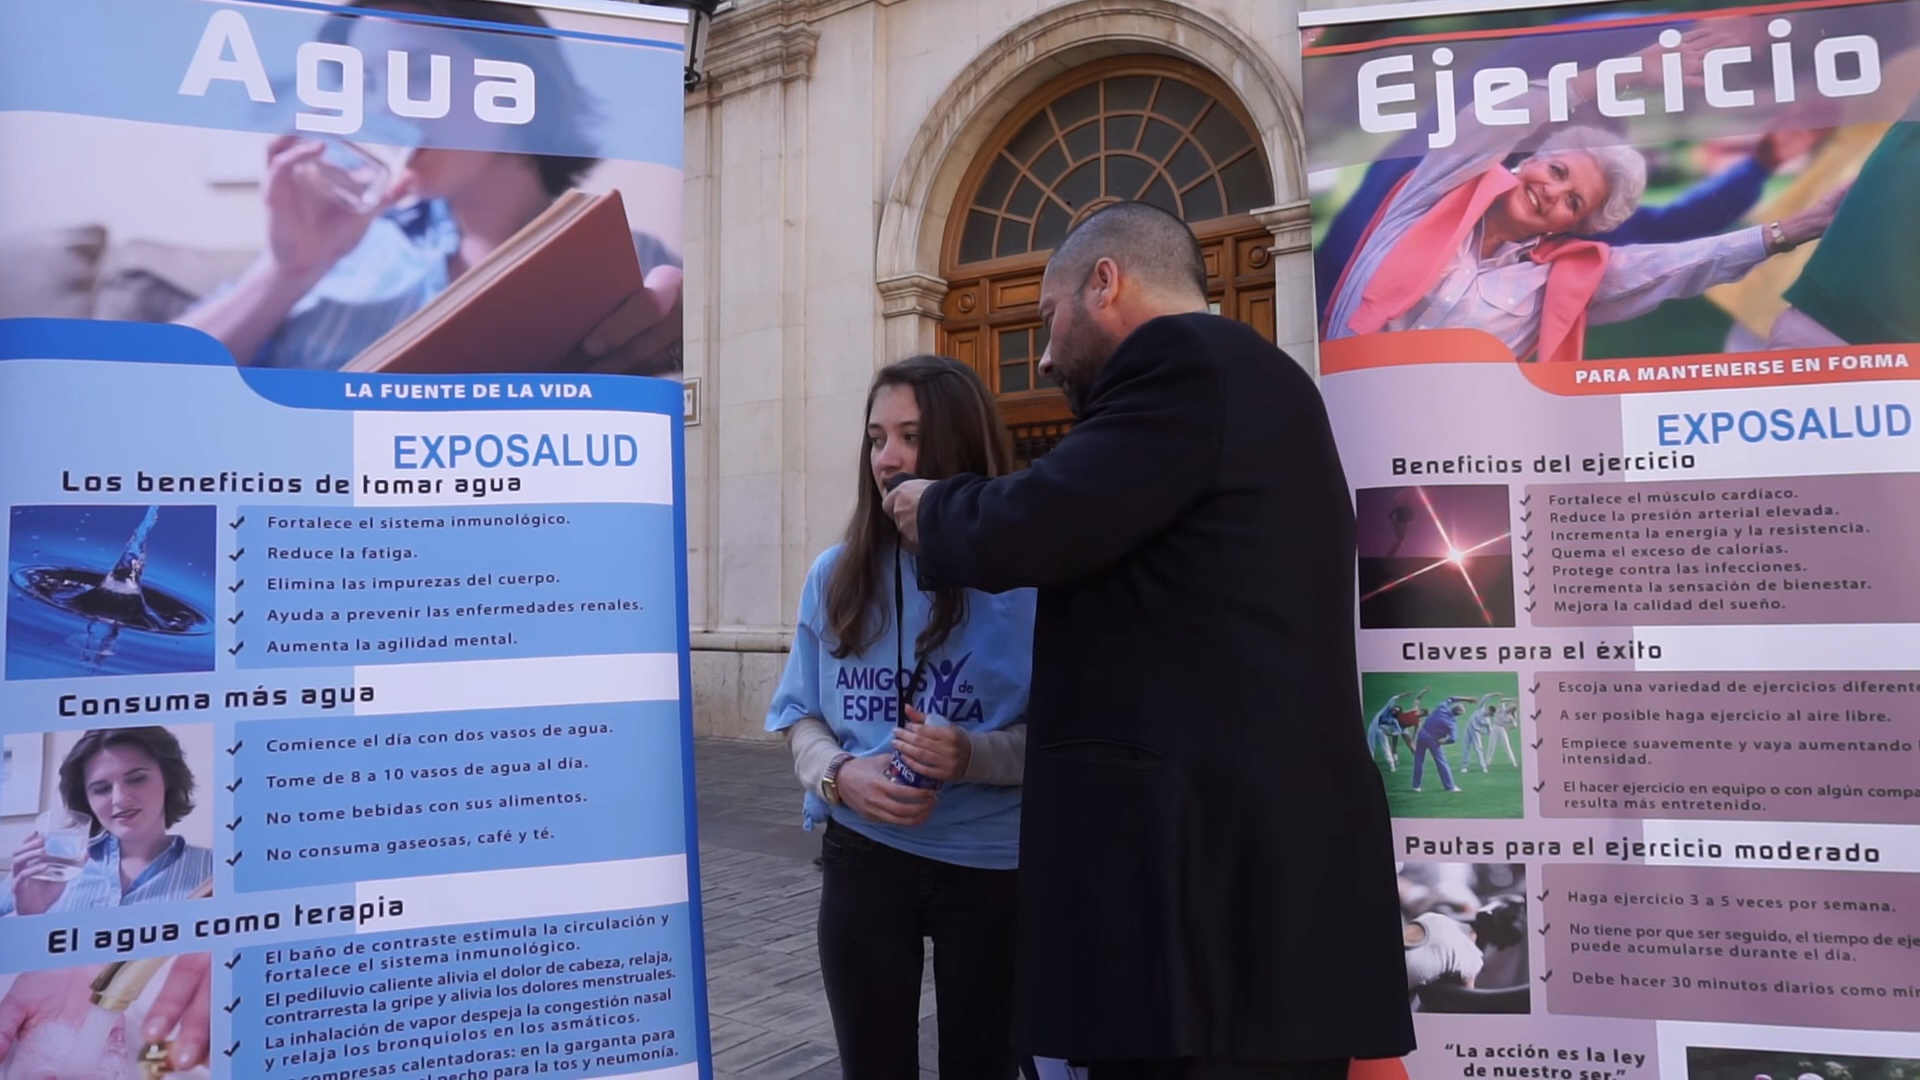 Agua
LA FUENTE DE LA VIDA
EXPOSALUD
Los beneficios de tomar agua
Fortalece el sistema inmunológico.
Reduce la fatiga.
Elimina las impurezas del cuerpo.
Ayuda a prevenir las enfermedades renales.
Aumenta la agilidad mental.
Consuma más agua
Comience el día con dos vasos de agua.
Tome de 8 a 10 vasos de agua al día.
No tome bebidas con sus alimentos.
No consuma gaseosas, café y té.
El agua como terapia
El baño de contraste estimula la circulación y
fortalece el sistema inmunológico.
El pediluvio caliente alivia el dolor de cabeza, relaja,
contrarresta la gripe y alivia los dolores menstruales.
La inhalación de vapor despeja la congestión nasal
y relaja los bronquiolos en los asmáticos.
compresas calentadoras: en la garganta para
pecho para la tos y neumonía.
AMIGOS de
ESPERANZA
Ejercicio
PARA MANTENERSE EN FORMA
EXPOSALUD
Beneficios del ejercicio
Fortalece el músculo cardíaco.
Reduce la presión arterial elevada.
Incrementa la energía y la resistencia.
Quema el exceso de calorías.
Protege contra las infecciones.
Incrementa la sensación de bienestar.
Mejora la calidad del sueño.
Claves para el éxito
Escoja una variedad de ejercicios diferente
A ser posible haga ejercicio al aire libre.
Empiece suavemente y vaya aumentando
intensidad.
El hacer ejercicio en equipo o con algún compa
resulta más entretenido.
Pautas para el ejercicio moderado
Haga ejercicio 3 a 5 veces por semana.
No tiene por que ser seguido, el tiempo de eje
puede acumularse durante el día.
Debe hacer 30 minutos diarios como mín
"La acción es la ley
de nuestro ser."